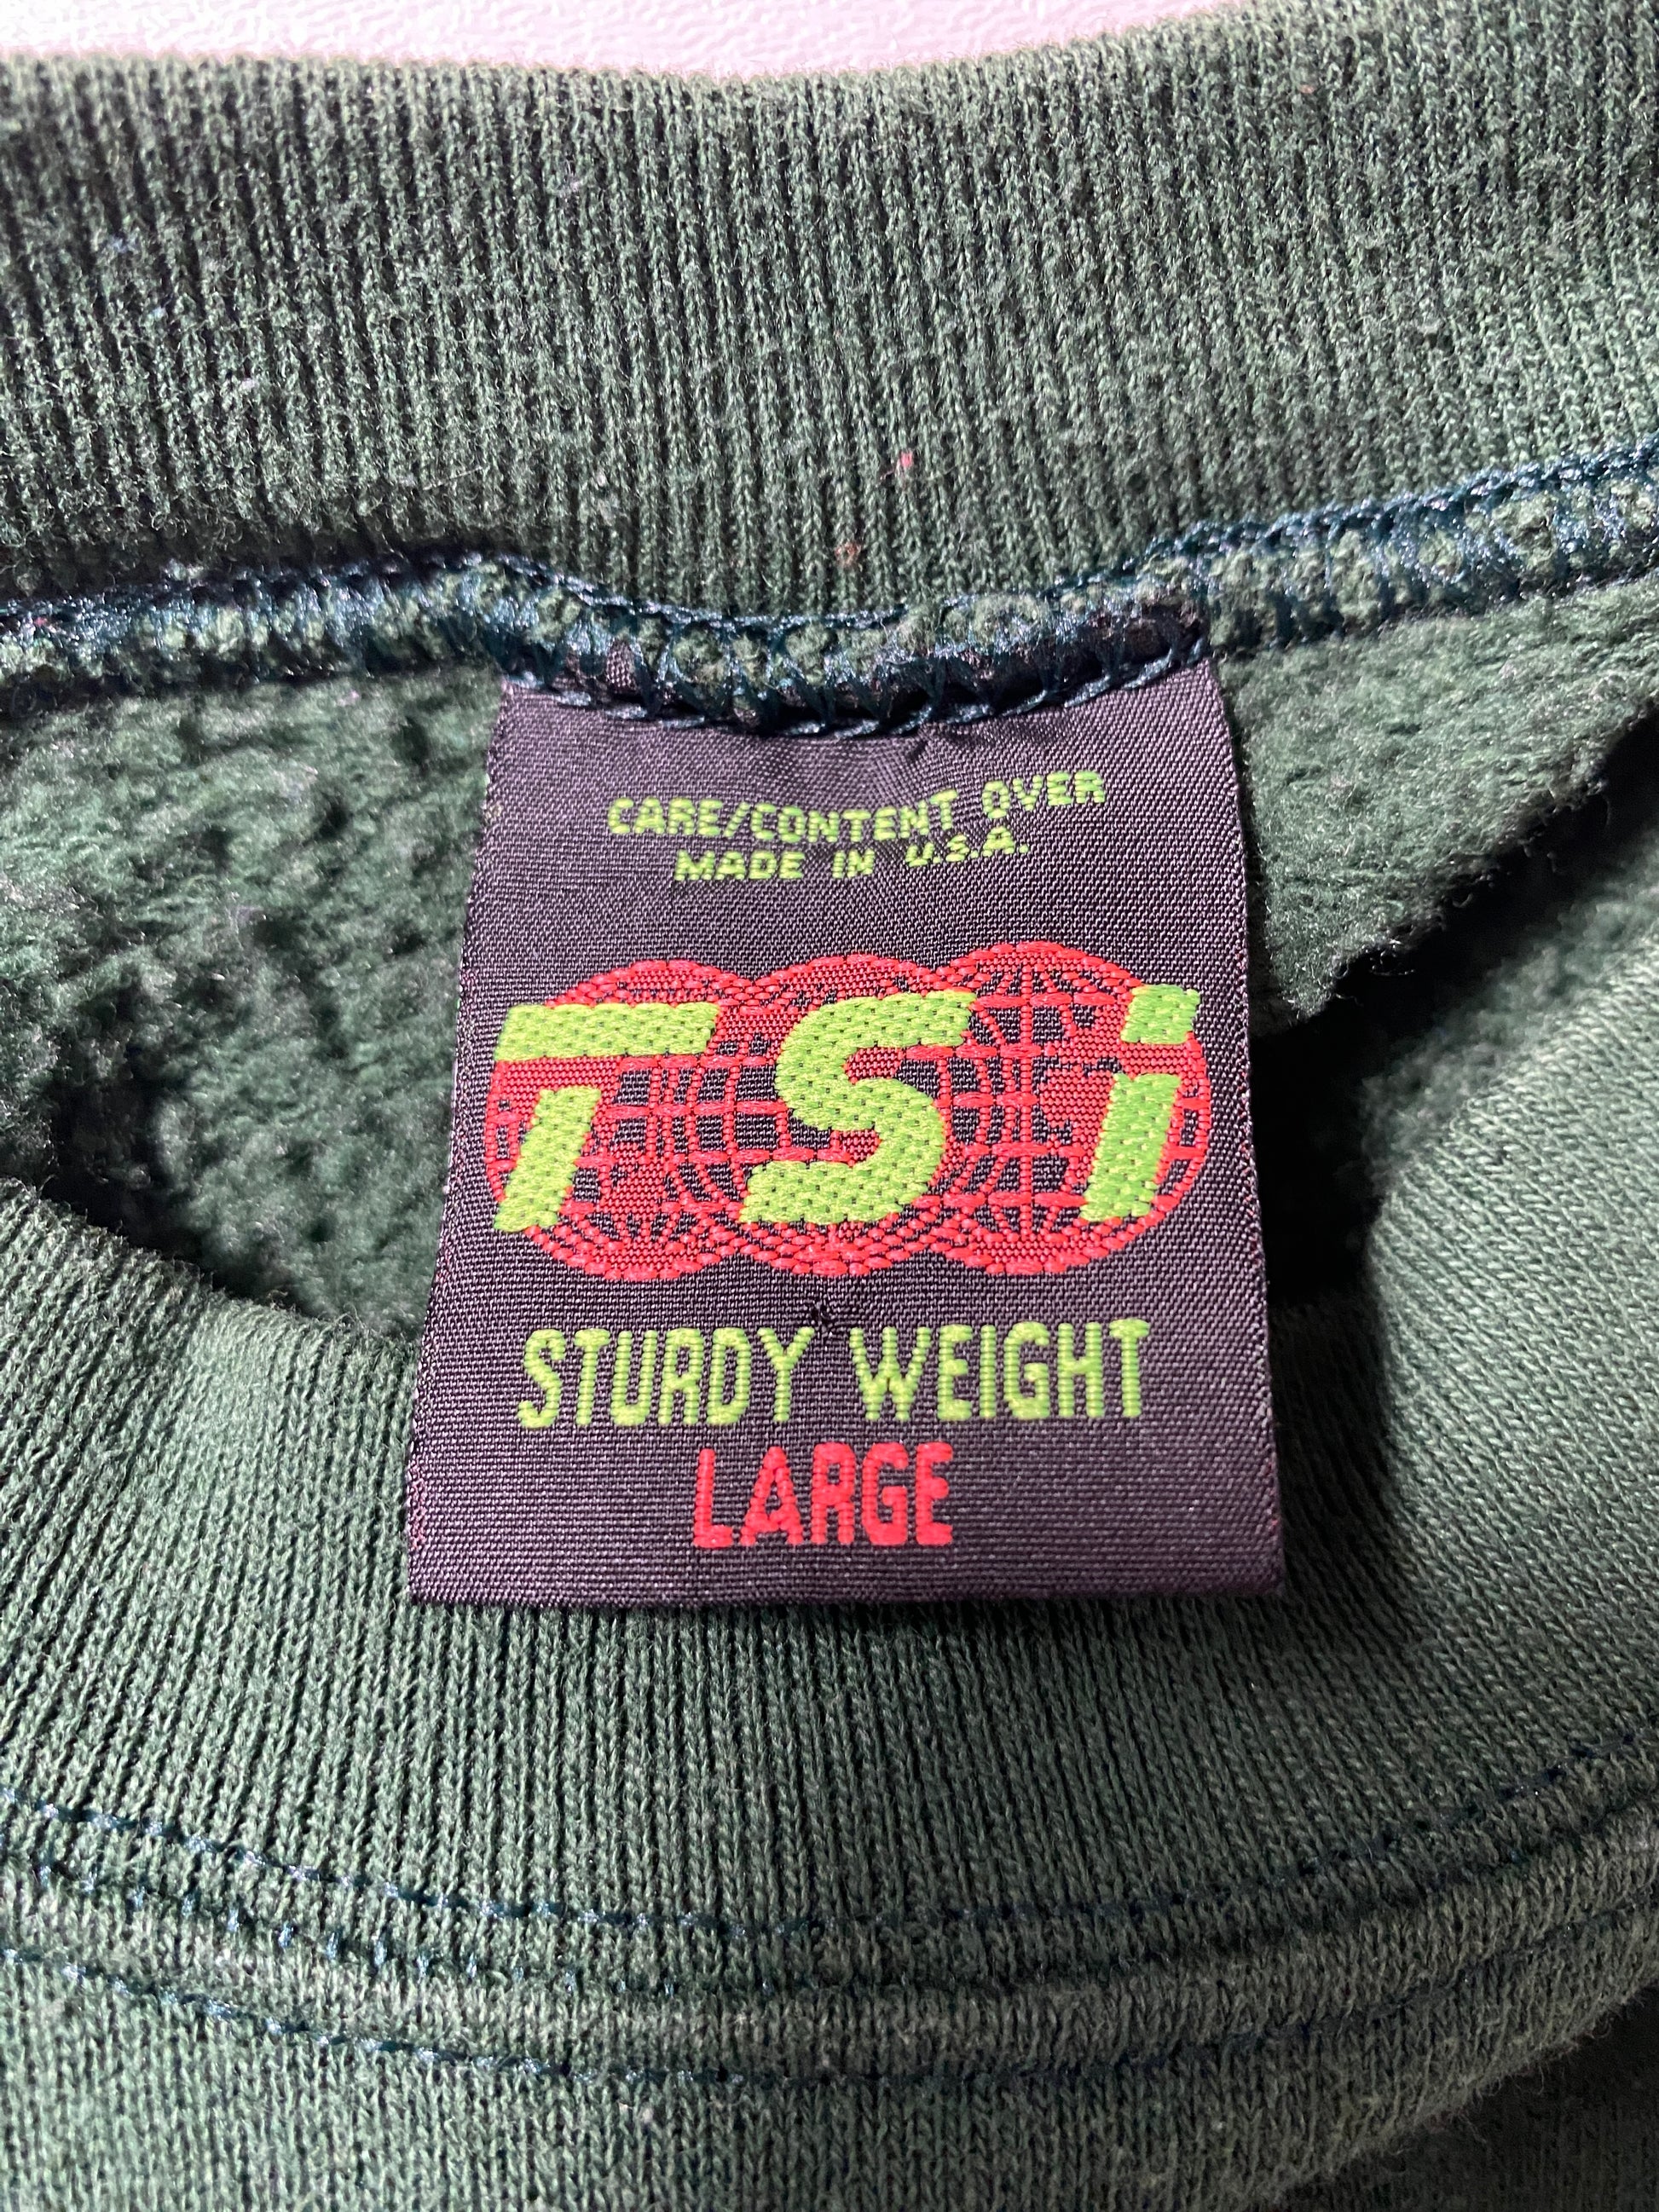 CARE/CONTENT OVER
MADE IN U.S.A.
TSi
STURDY WEIGHT
LARGE